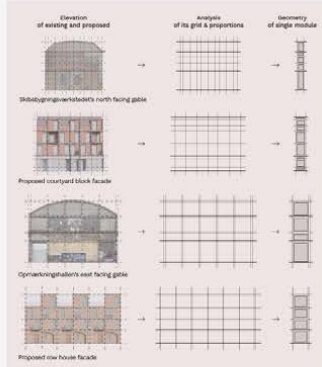 Elevation
of existing and proposed
Analysis
of its grid & proportions
Geometry
of single module
Skibsbygningsværkstedet's north facing gable
Proposed courtyard block facade
Opmærkningshallen's east facing gable
Proposed row house facade